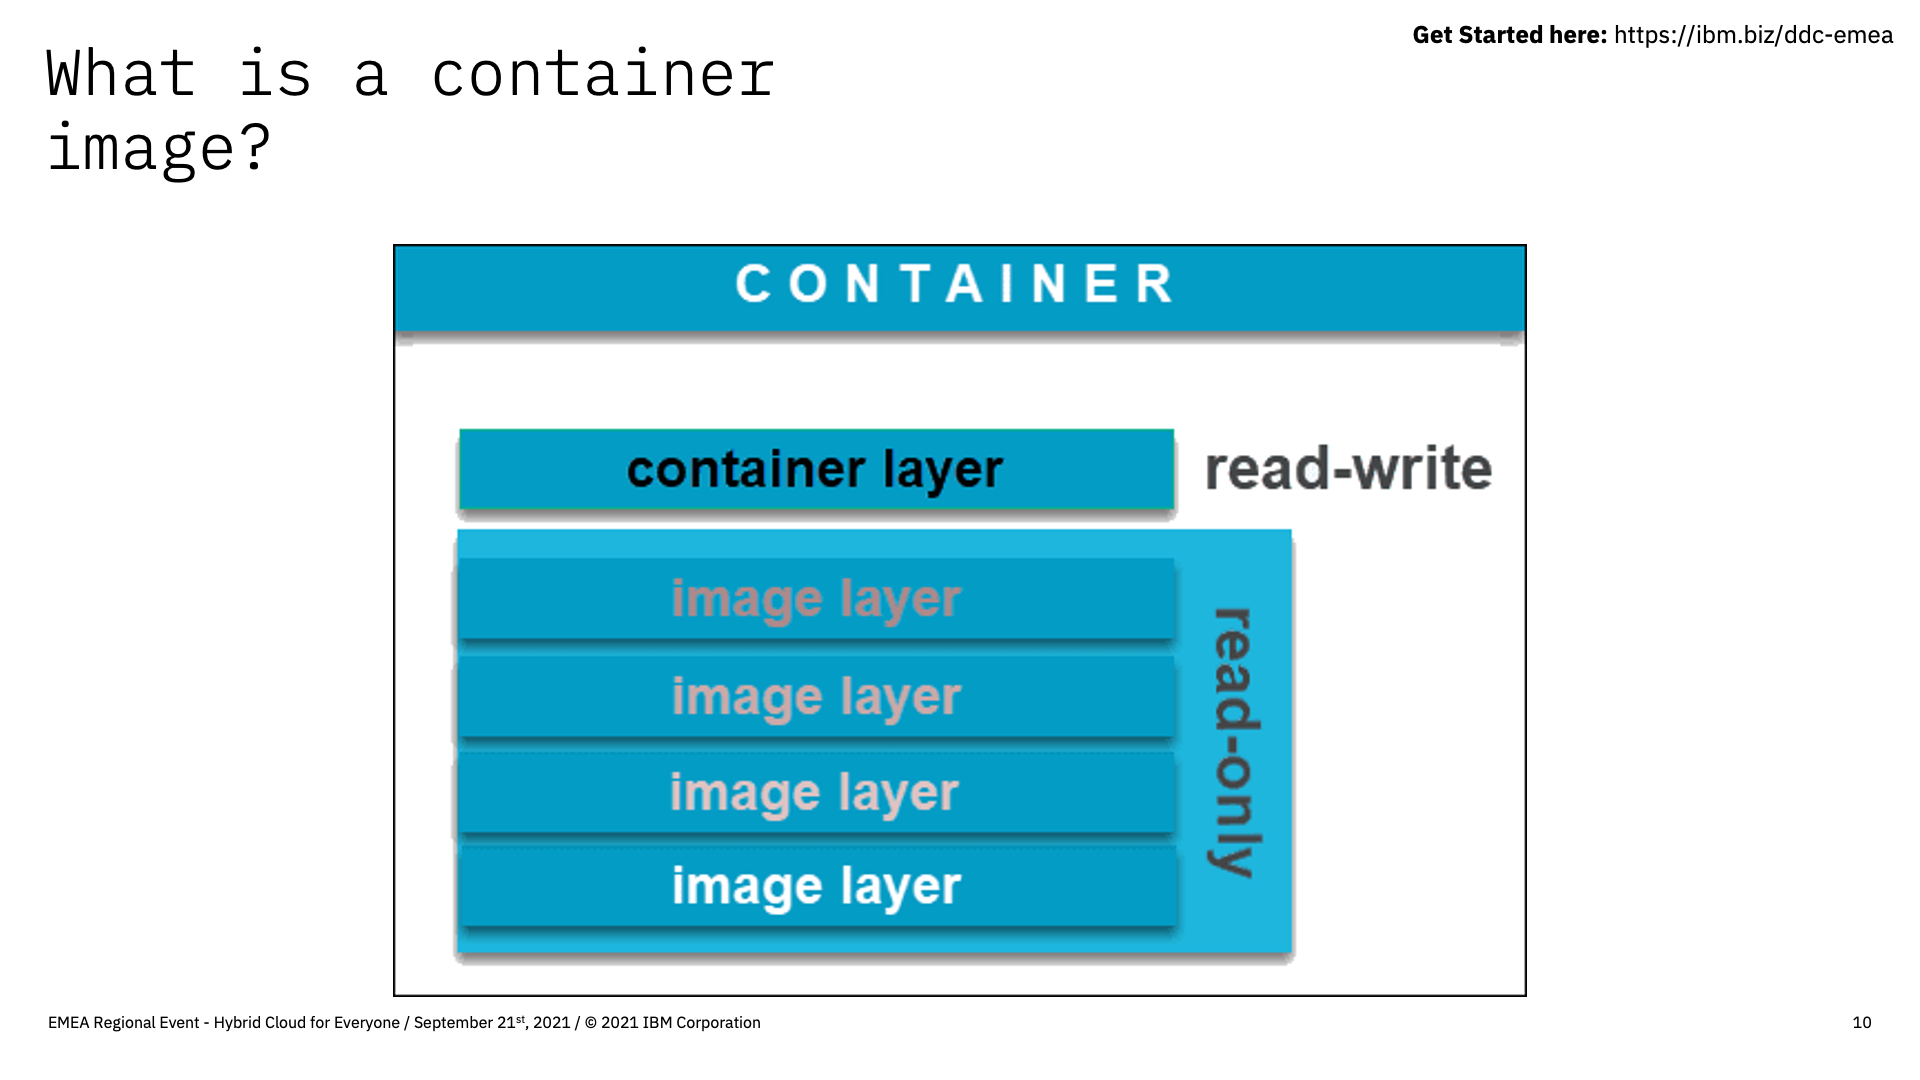 Get Started here: https://ibm.biz/ddc-emea
What is a container
image?
CONTAINER
container layer
read-write
image layer
image layer
image layer
image layer
read-only
EMEA Regional Event - Hybrid Cloud for Everyone / September 21st, 2021 / © 2021 IBM Corporation
10